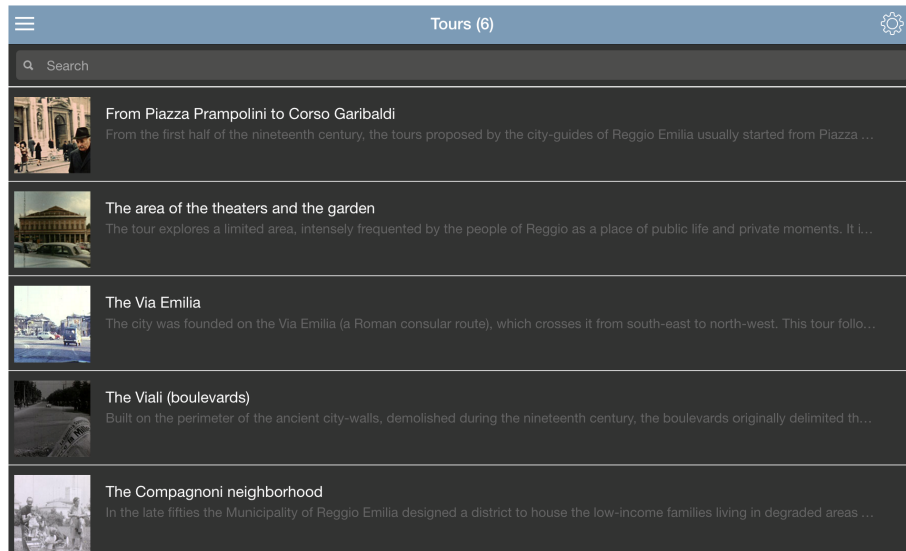 Tours (6)
Search
From Piazza Prampolini to Corso Garibaldi
From the first half of the nineteenth century, the tours proposed by the city-guides of Reggio Emilia usually started from Piazza ...
The area of the theaters and the garden
The tour explores a limited area, intensely frequented by the people of Reggio as a place of public life and private moments. It i...
The Via Emilia
The city was founded on the Via Emilia (a Roman consular route), which crosses it from south-east to north-west. This tour follo...
The Viali (boulevards)
Built on the perimeter of the ancient city-walls, demolished during the nineteenth century, the boulevards originally delimited th...
The Compagnoni neighborhood
In the late fifties the Municipality of Reggio Emilia designed a district to house the low-income families living in degraded areas ...